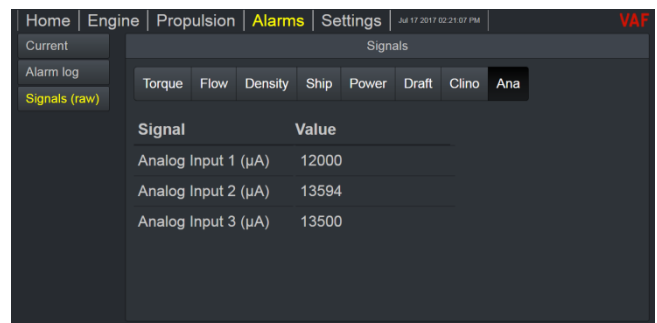 Home Engine Propulsion Alarms Settings Jul 17 2017 02:21:07 PM VAF
Current
Alarm log
Signals (raw)
Signals
Torque Flow Density Ship Power Draft Clino Ana
Signal Value
Analog Input 1 (µA) 12000
Analog Input 2 (µA) 13594
Analog Input 3 (µA) 13500